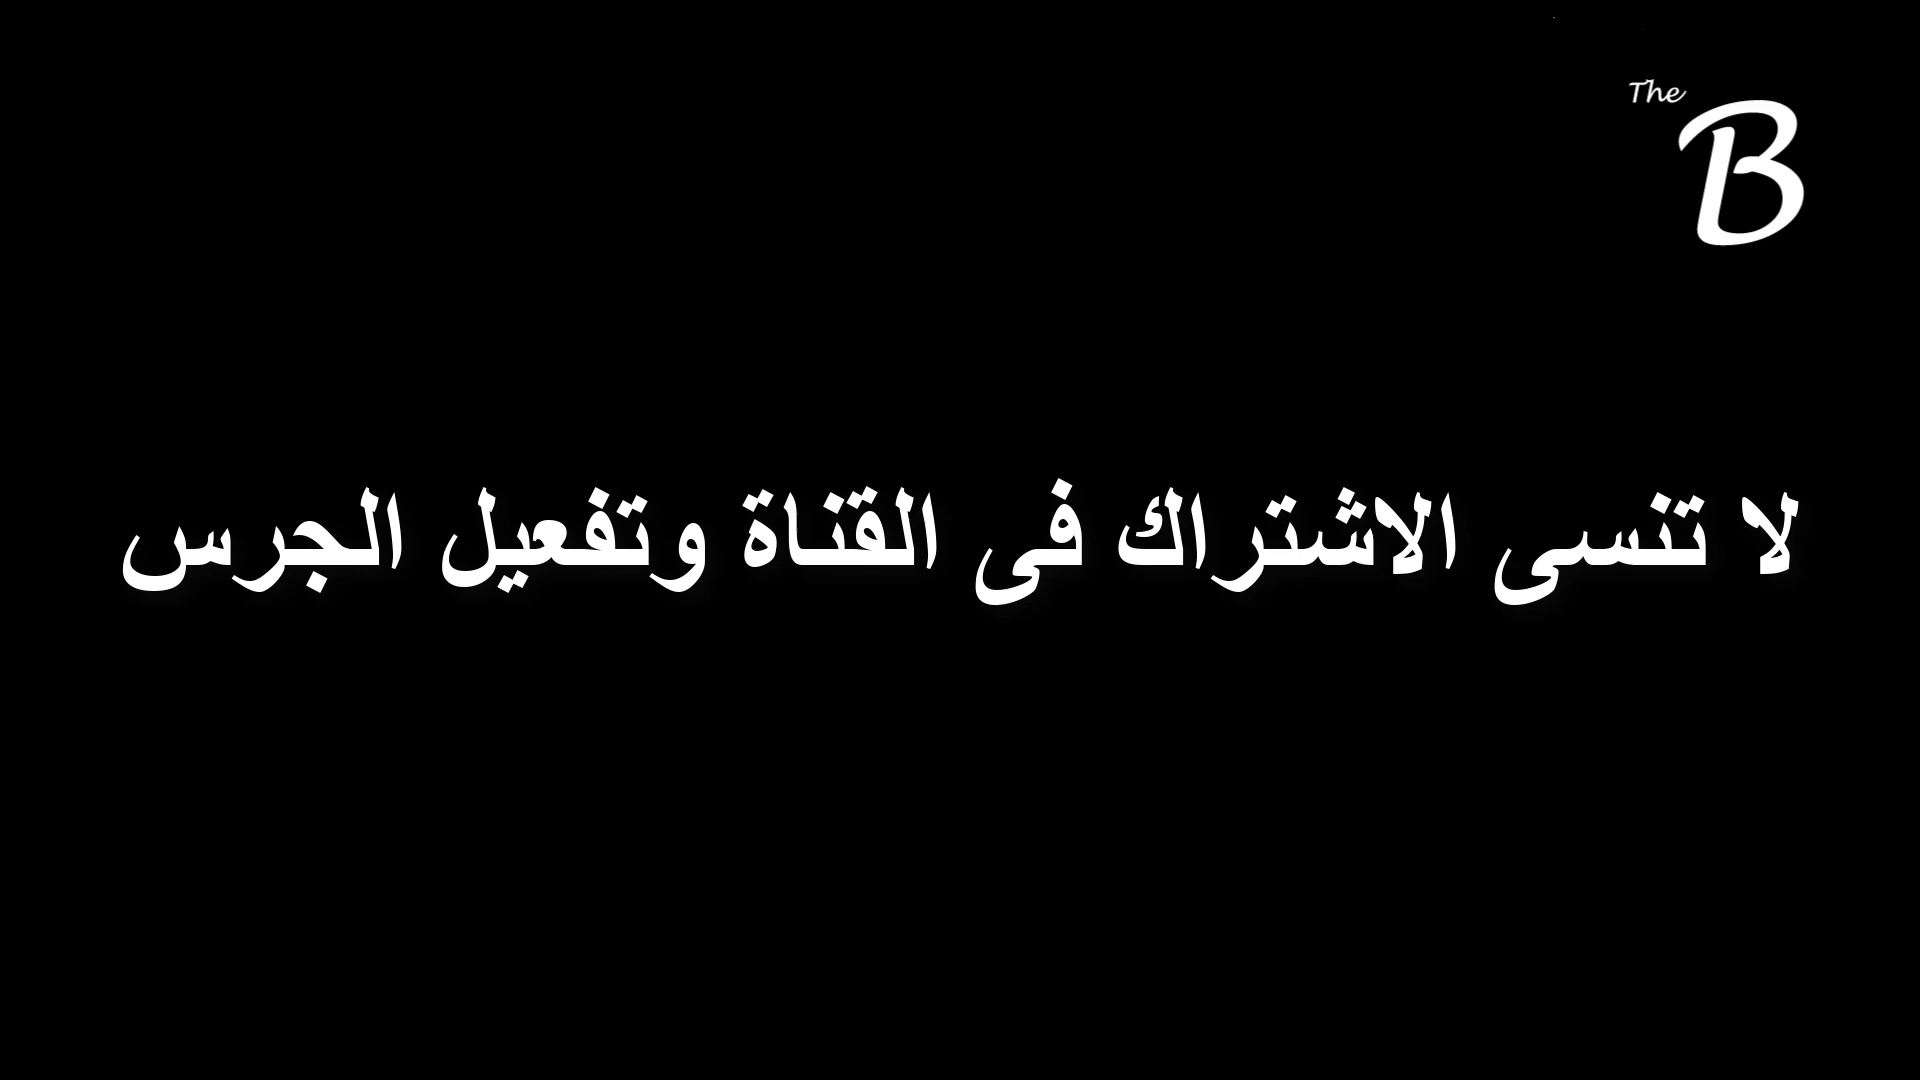 The
B
لا تنسى الاشتراك فى القناة وتفعيل الجرس